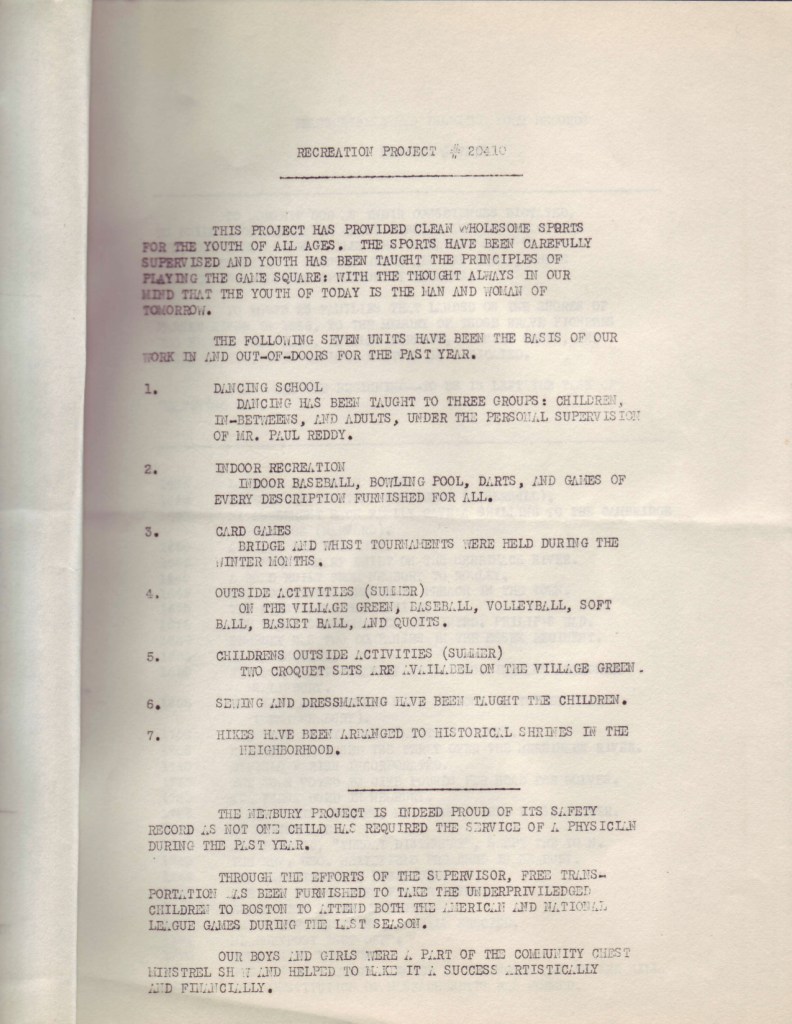 RECREATION PROJECT # 20410
THIS PROJECT HAS PROVIDED CLEAN WHOLESOME SPORTS
FOR THE YOUTH OF ALL AGES. THE SPORTS HAVE BEEN CAREFULLY
SUPERVISED AND YOUTH HAS BEEN TAUGHT THE PRINCIPLES OF
PLAYING THE GAME SQUARE: WITH THE THOUGHT ALWAYS IN OUR
MIND THAT THE YOUTH OF TODAY IS THE MAN AND WOMAN OF
TOMORROW.
THE FOLLOWING SEVEN UNITS HAVE BEEN THE BASIS OF OUR
WORK IN AND OUT-OF-DOORS FOR THE PAST YEAR.
1. DANCING SCHOOL
DANCING HAS BEEN TAUGHT TO THREE GROUPS: CHILDREN,
IN-BETWEENS, AND ADULTS, UNDER THE PERSONAL SUPERVISION
OF MR. PAUL REDDY.
2. INDOOR RECREATION
INDOOR BASEBALL, BOWLING POOL, DARTS, AND GAMES OF
EVERY DESCRIPTION FURNISHED FOR ALL.
3. CARD GAMES
BRIDGE AND WHIST TOURNAMENTS WERE HELD DURING THE
WINTER MONTHS.
4. OUTSIDE ACTIVITIES (SUMMER)
ON THE VILLAGE GREEN, BASEBALL, VOLLEYBALL, SOFT
BALL, BASKET BALL, AND QUOITS.
5. CHILDRENS OUTSIDE ACTIVITIES (SUMMER)
TWO CROQUET SETS ARE AVAILABEL ON THE VILLAGE GREEN.
6. SEWING AND DRESSMAKING HAVE BEEN TAUGHT THE CHILDREN.
7. HIKES HAVE BEEN ARRANGED TO HISTORICAL SHRINES IN THE
NEIGHBORHOOD.
THE NEWBURY PROJECT IS INDEED PROUD OF ITS SAFETY
RECORD AS NOT ONE CHILD HAS REQUIRED THE SERVICE OF A PHYSICIAN
DURING THE PAST YEAR.
THROUGH THE EFFORTS OF THE SUPERVISOR, FREE TRANS-
PORTATION HAS BEEN FURNISHED TO TAKE THE UNDERPRIVILEDGED
CHILDREN TO BOSTON TO ATTEND BOTH THE AMERICAN AND NATIONAL
LEAGUE GAMES DURING THE LAST SEASON.
OUR BOYS AND GIRLS WERE A PART OF THE COMMUNITY CHEST
MINSTREL SHOW AND HELPED TO MAKE IT A SUCCESS ARTISTICALLY
AND FINANCIALLY.